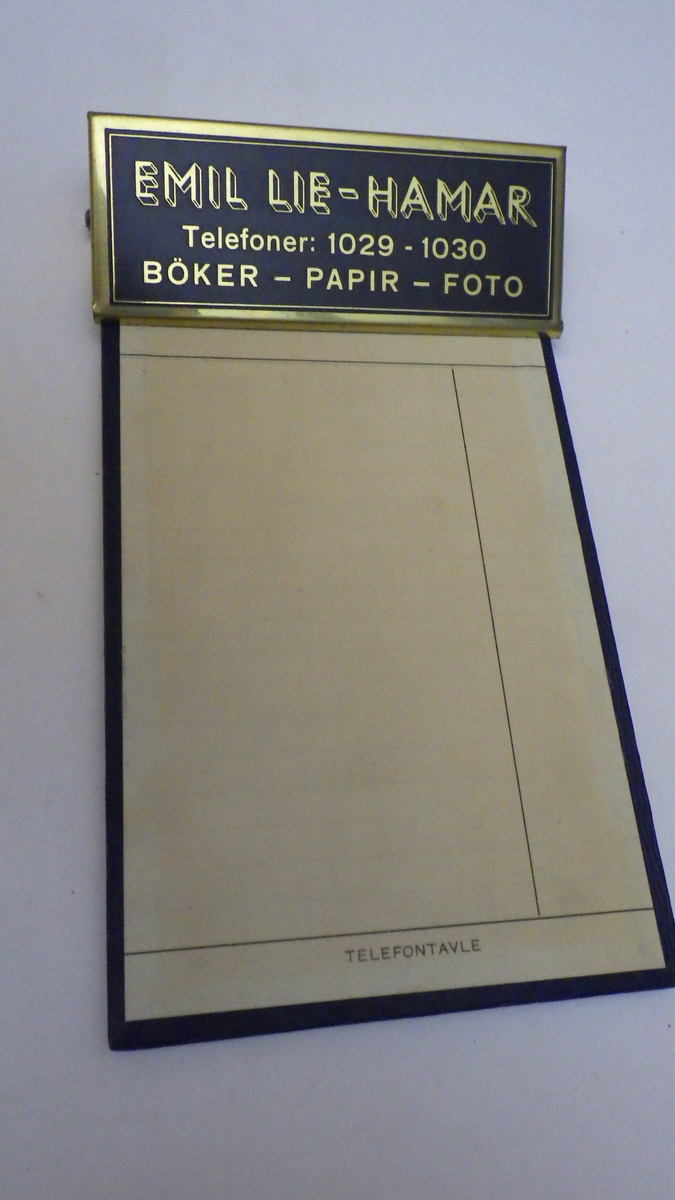 EMIL LIE-HAMAR
Telefoner: 1029 - 1030
BÖKER – PAPIR – FOTO
TELEFONTAVLE